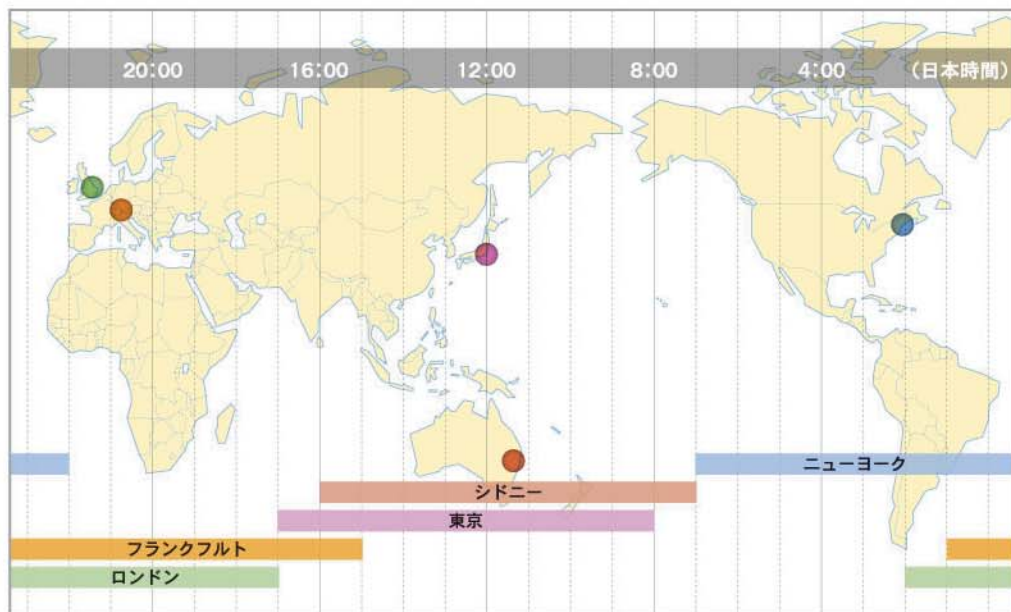 20:00 16:00 12:00 8:00 4:00 （日本時間）
ニューヨーク
シドニー
東京
フランクフルト
ロンドン